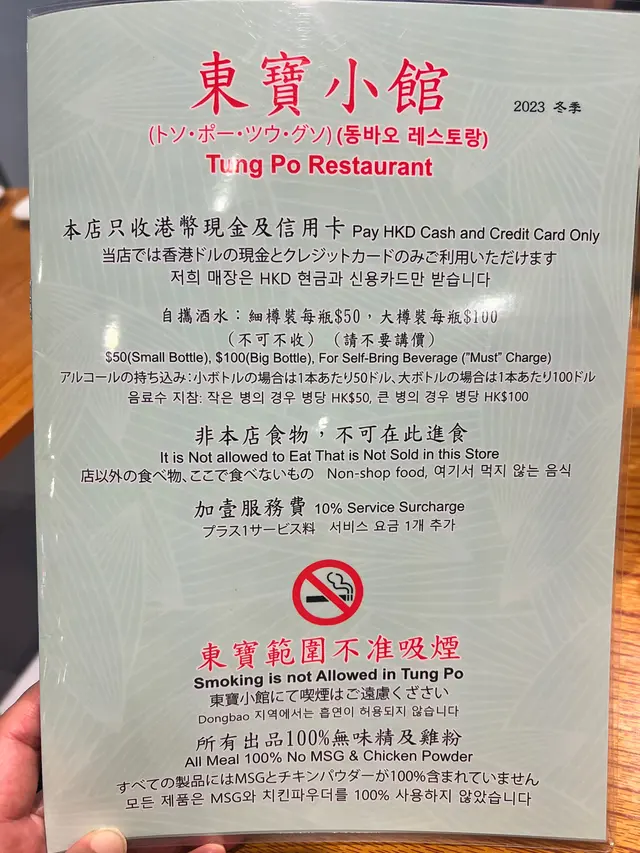 東寶小館
2023 冬季
(トソ・ポー・ツウ・グソ) (동바오 레스토랑)
Tung Po Restaurant
本店只收港幣現金及信用卡 Pay HKD Cash and Credit Card Only
当店では香港ドルの現金とクレジットカードのみご利用いただけます
저희 매장은 HKD 현금과 신용카드만 받습니다
自攜酒水：細樽裝每瓶$50，大樽裝每瓶$100
（不可不收）（請不要講價）
$50(Small Bottle), $100(Big Bottle), For Self-Bring Beverage ("Must" Charge)
アルコールの持ち込み：小ボトルの場合は1本あたり50ドル、大ボトルの場合は1本あたり100ドル
음료수 지참: 작은 병의 경우 병당 HK$50, 큰 병의 경우 병당 HK$100
非本店食物，不可在此進食
It is Not allowed to Eat That is Not Sold in this Store
店以外の食べ物、ここで食べないもの Non-shop food, 여기서 먹지 않는 음식
加壹服務費 10% Service Surcharge
プラス1サービス料 서비스 요금 1개 추가
東寶範圍不准吸煙
Smoking is not Allowed in Tung Po
東寶小館にて喫煙はご遠慮くざさい
Dongbao 지역에서는 흡연이 허용되지 않습니다
所有出品100%無味精及雞粉
All Meal 100% No MSG & Chicken Powder
すべての製品にはMSGとチキンパウダーが100%含まれていません
모든 제품은 MSG와 치킨파우더를 100% 사용하지 않았습니다